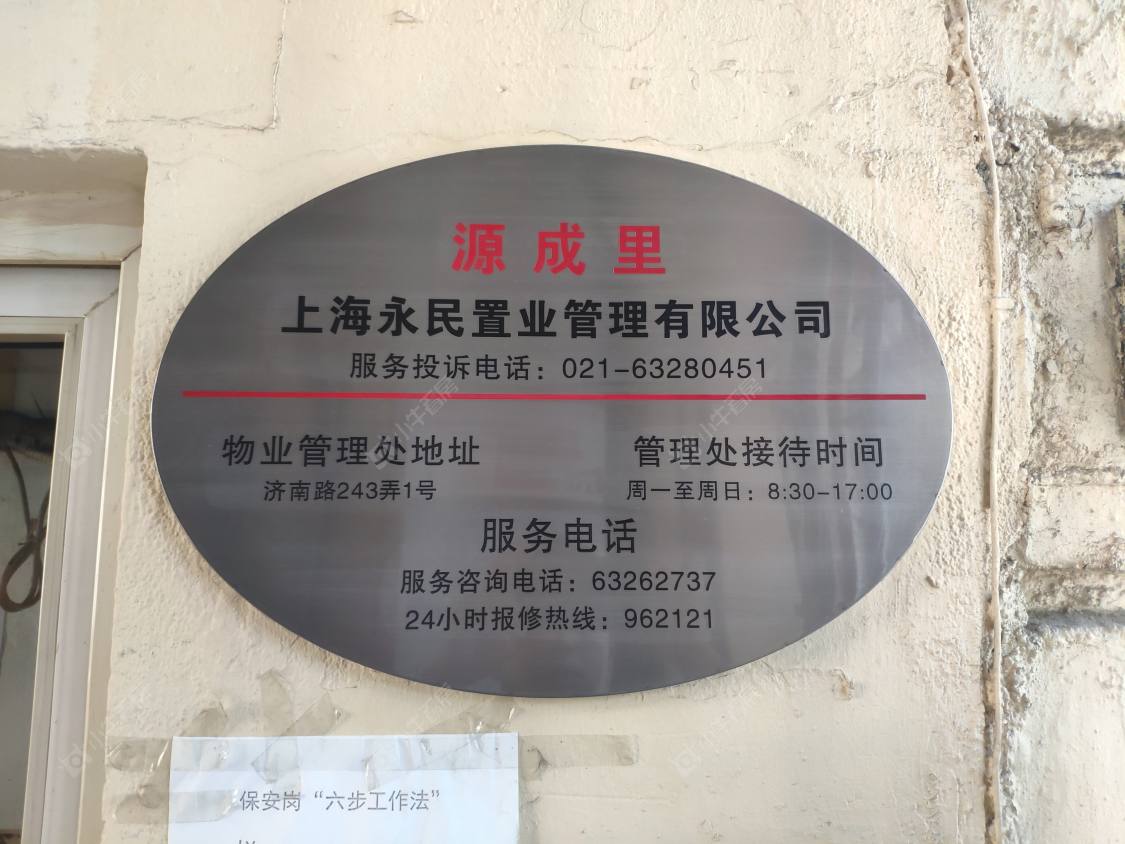 源成里
上海永民置业管理有限公司
服务投诉电话：021-63280451
物业管理处地址
济南路243弄1号
管理处接待时间
周一至周日：8:30-17:00
服务电话
服务咨询电话：63262737
24小时报修热线：962121
保安岗“六步工作法”
小牛看房